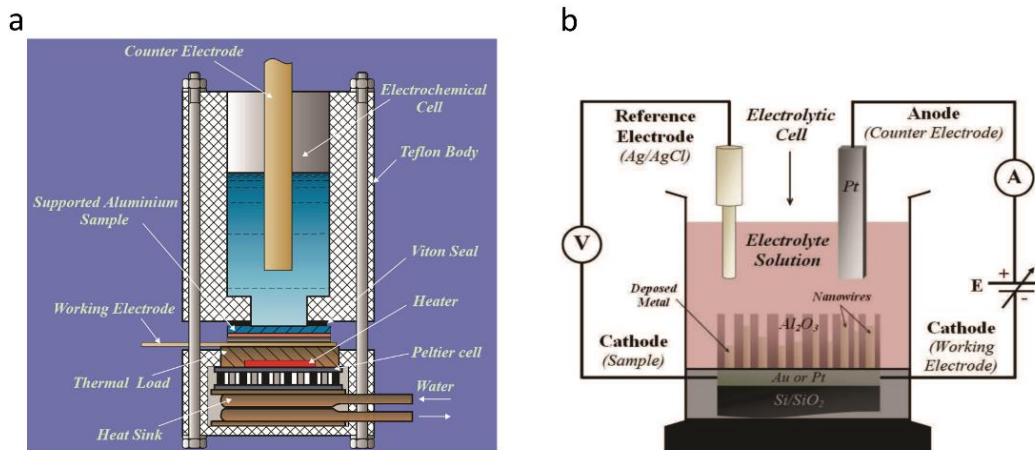 a
Counter Electrode
Electrochemical
Cell
Teflon Body
Supported Aluminium
Sample
Viton Seal
Heater
Working Electrode
Peltier cell
Thermal Load
Water
Heat Sink
b
Reference
Electrode
(Ag/AgCl)
Electrolytic
Cell
Anode
(Counter Electrode)
Pt
A
V
Electrolyte
Solution
E
+
-
Deposed
Metal
Nanowires
Al2O3
Cathode
(Sample)
Cathode
(Working
Electrode)
Au or Pt
Si/SiO2